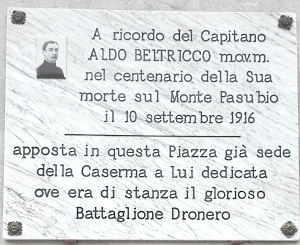 A ricordo del Capitano
ALDO BELTRICCO m.o.v.m.
nel centenario della Sua
morte sul Monte Pasubio
il 10 settembre 1916
apposta in questa Piazza già sede
della Caserma a Lui dedicata
ove era di stanza il glorioso
Battaglione Dronero